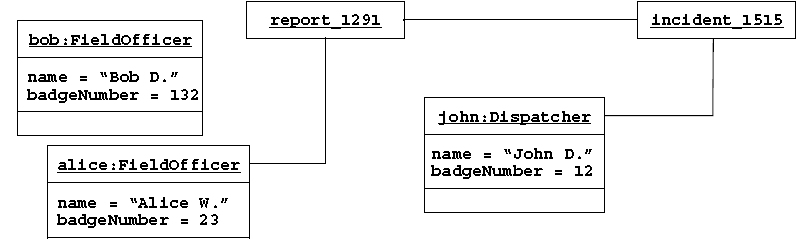 report_1291
incident_1515
bob:FieldOfficer
name = “Bob D.”
badgeNumber = 132
john:Dispatcher
name = “John D.”
badgeNumber = 12
alice:FieldOfficer
name = “Alice W.”
badgeNumber = 23